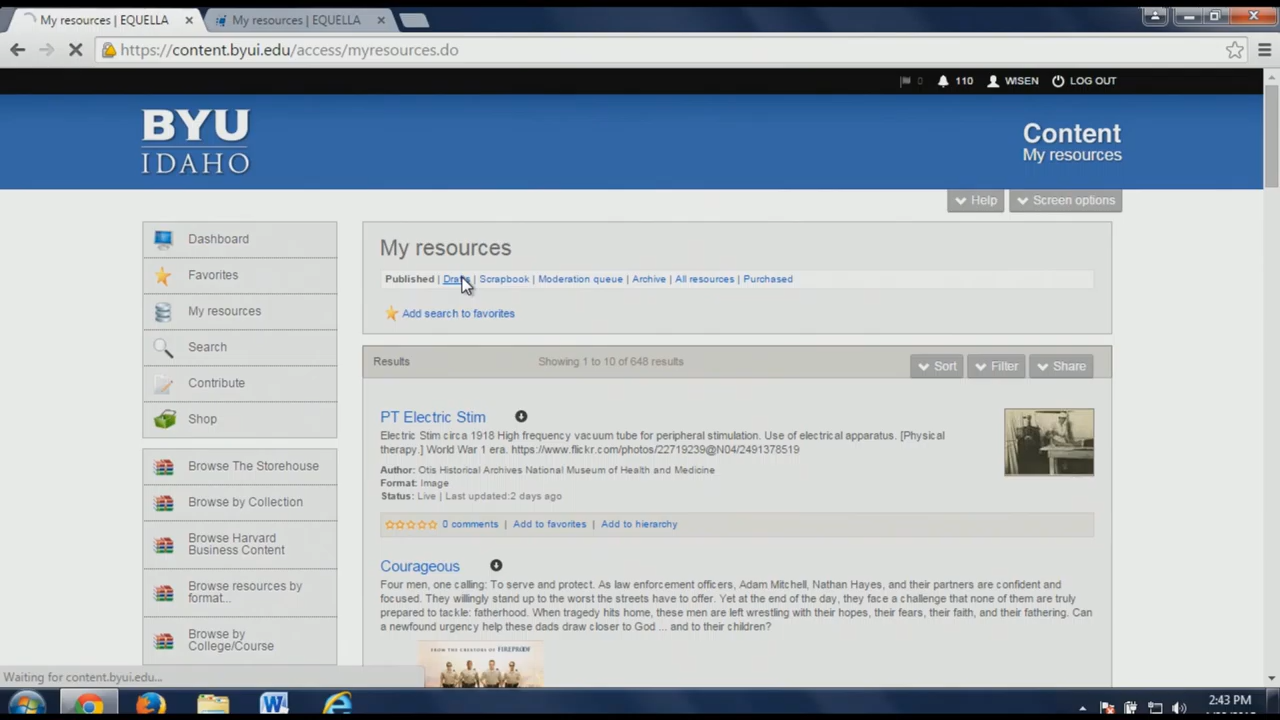 My resources | EQUELLA
My resources | EQUELLA
https://content.byui.edu/access/myresources.do
0 110 WISEN LOG OUT
BYU
IDAHO
Content
My resources
Help Screen options
Dashboard
Favorites
My resources
Search
Contribute
Shop
Browse The Storehouse
Browse by Collection
Browse Harvard
Business Content
Browse resources by
format...
Browse by
College/Course
My resources
Published | Drafts | Scrapbook | Moderation queue | Archive | All resources | Purchased
Add search to favorites
Results Showing 1 to 10 of 648 results Sort Filter Share
PT Electric Stim
Electric Stim circa 1918 High frequency vacuum tube for peripheral stimulation. Use of electrical apparatus. [Physical
therapy.] World War 1 era. https://www.flickr.com/photos/22719239@N04/2491378519
Author: Otis Historical Archives National Museum of Health and Medicine
Format: Image
Status: Live | Last updated:2 days ago
0 comments | Add to favorites | Add to hierarchy
Courageous
Four men, one calling: To serve and protect. As law enforcement officers, Adam Mitchell, Nathan Hayes, and their partners are confident and
focused. They willingly stand up to the worst the streets have to offer. Yet at the end of the day, they face a challenge that none of them are truly
prepared to tackle: fatherhood. When tragedy hits home, these men are left wrestling with their hopes, their fears, their faith, and their fathering. Can
a newfound urgency help these dads draw closer to God ... and to their children?
FROM THE CREATORS OF FIREPROOF
Waiting for content.byui.edu...
2:43 PM